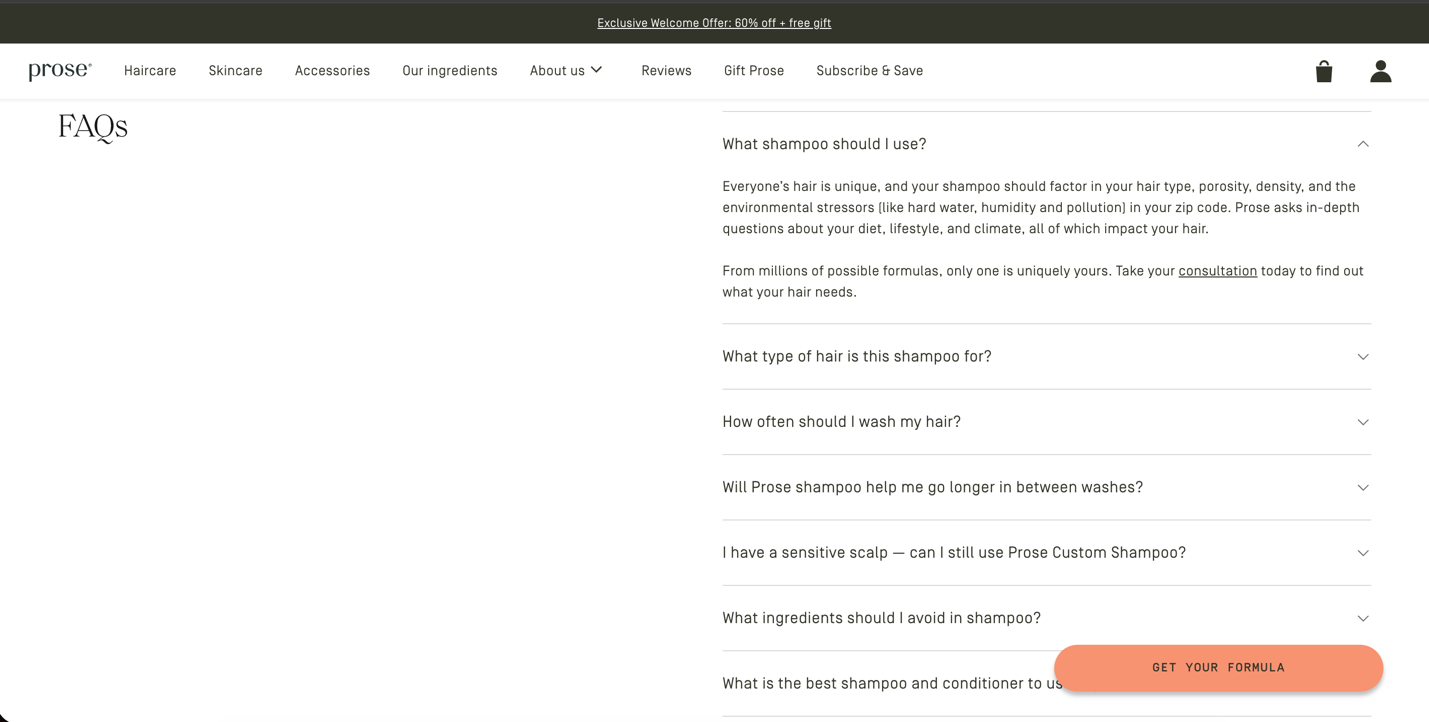 Exclusive Welcome Offer: 60% off + free gift
prose®
Haircare
Skincare
Accessories
Our ingredients
About us
Reviews
Gift Prose
Subscribe & Save
FAQs
What shampoo should I use?
Everyone's hair is unique, and your shampoo should factor in your hair type, porosity, density, and the
environmental stressors (like hard water, humidity and pollution) in your zip code. Prose asks in-depth
questions about your diet, lifestyle, and climate, all of which impact your hair.
From millions of possible formulas, only one is uniquely yours. Take your consultation today to find out
what your hair needs.
What type of hair is this shampoo for?
How often should I wash my hair?
Will Prose shampoo help me go longer in between washes?
I have a sensitive scalp — can I still use Prose Custom Shampoo?
What ingredients should I avoid in shampoo?
What is the best shampoo and conditioner to us
GET YOUR FORMULA